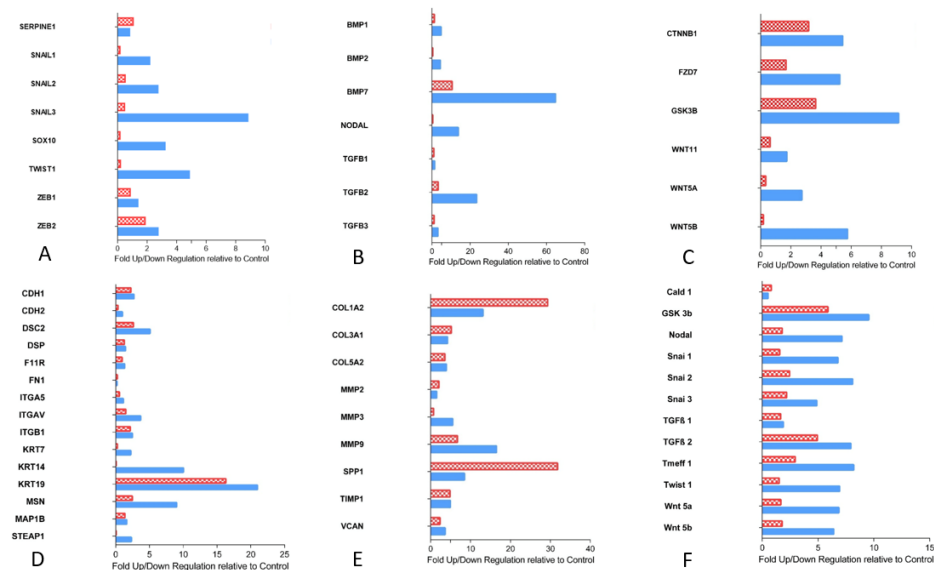 SERPINE1
SNAIL1
SNAIL2
SNAIL3
SOX10
TWIST1
ZEB1
ZEB2
0 2 4 6 8 10
A Fold Up/Down Regulation relative to Control
BMP1
BMP2
BMP7
NODAL
TGFB1
TGFB2
TGFB3
0 20 40 60 80
B Fold Up/Down Regulation relative to Control
CTNNB1
FZD7
GSK3B
WNT11
WNT5A
WNT5B
0 2 4 6 8 10
C Fold Up/Down Regulation relative to Control
CDH1
CDH2
DSC2
DSP
F11R
FN1
ITGA5
ITGAV
ITGB1
KRT7
KRT14
KRT19
MSN
MAP1B
STEAP1
0 5 10 15 20 25
D Fold Up/Down Regulation relative to Control
COL1A2
COL3A1
COL5A2
MMP2
MMP3
MMP9
SPP1
TIMP1
VCAN
0 10 20 30 40
E Fold Up/Down Regulation relative to Control
Cald 1
GSK 3b
Nodal
Snai 1
Snai 2
Snai 3
TGFß 1
TGFß 2
Tmeff 1
Twist 1
Wnt 5a
Wnt 5b
0 5 10 15
F Fold Up/Down Regulation relative to Control